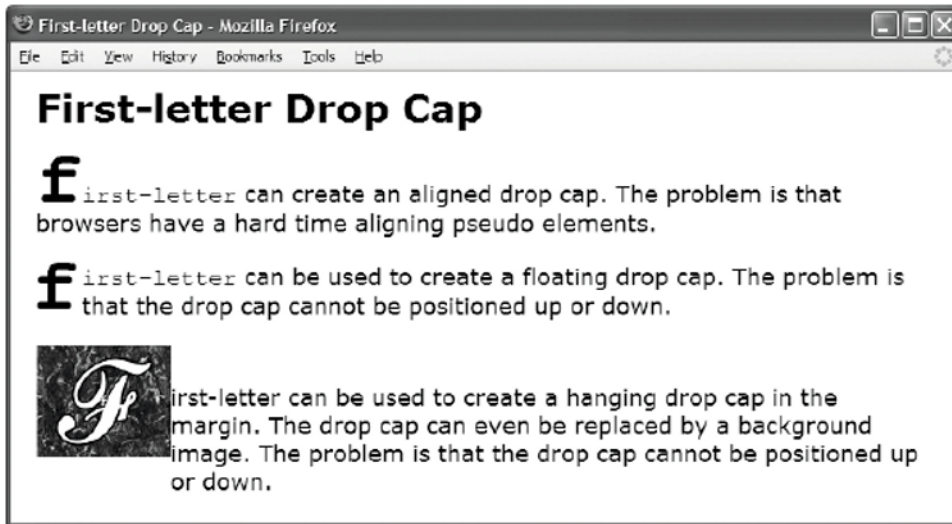 First-letter Drop Cap - Mozilla Firefox
File Edit View History Bookmarks Tools Help
First-letter Drop Cap
first-letter can create an aligned drop cap. The problem is that
browsers have a hard time aligning pseudo elements.
first-letter can be used to create a floating drop cap. The problem is
that the drop cap cannot be positioned up or down.
First-letter can be used to create a hanging drop cap in the
margin. The drop cap can even be replaced by a background
image. The problem is that the drop cap cannot be positioned up
or down.